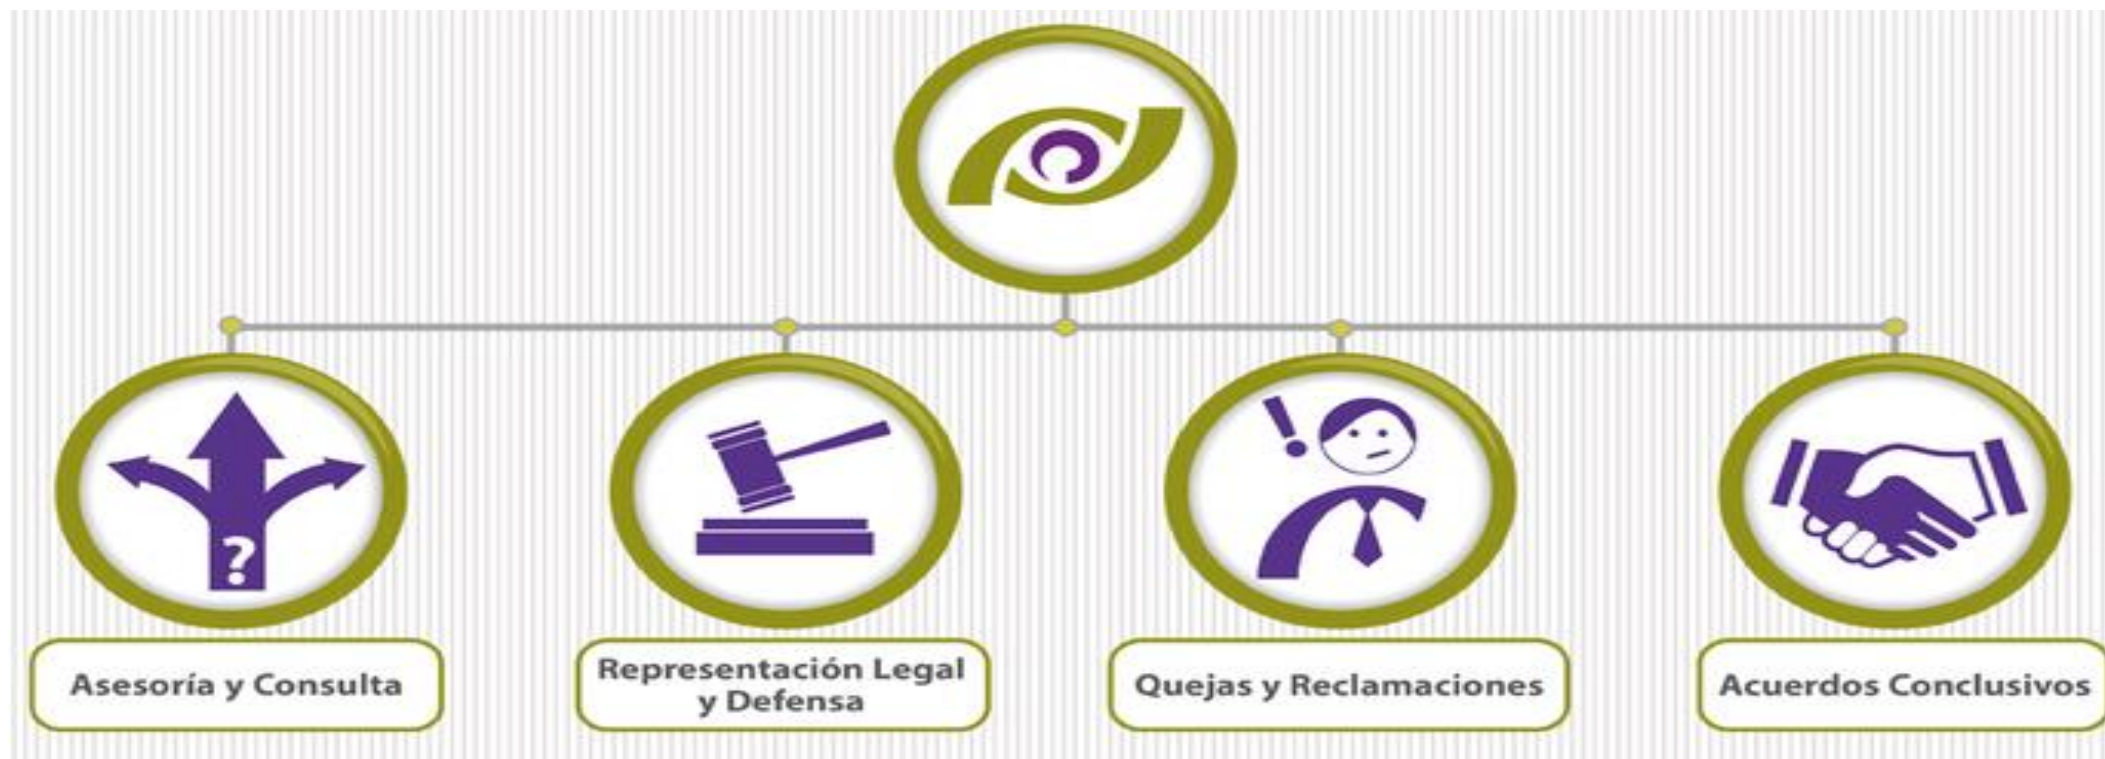 ?
!
Asesoría y Consulta
Representación Legal
y Defensa
Quejas y Reclamaciones
Acuerdos Conclusivos